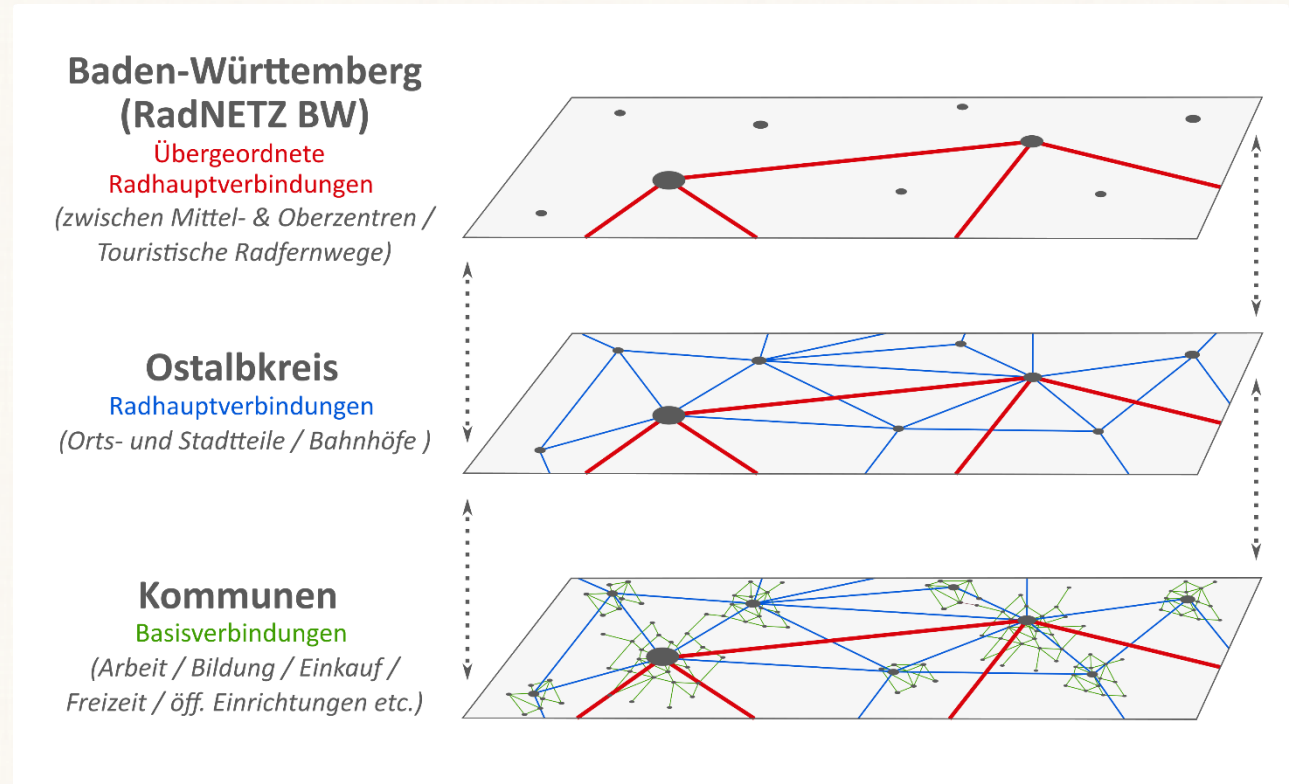 Baden-Württemberg
(RadNETZ BW)
Übergeordnete
Radhauptverbindungen
(zwischen Mittel- & Oberzentren /
Touristische Radfernwege)
Ostalbkreis
Radhauptverbindungen
(Orts- und Stadtteile / Bahnhöfe )
Kommunen
Basisverbindungen
(Arbeit / Bildung / Einkauf /
Freizeit / öff. Einrichtungen etc.)